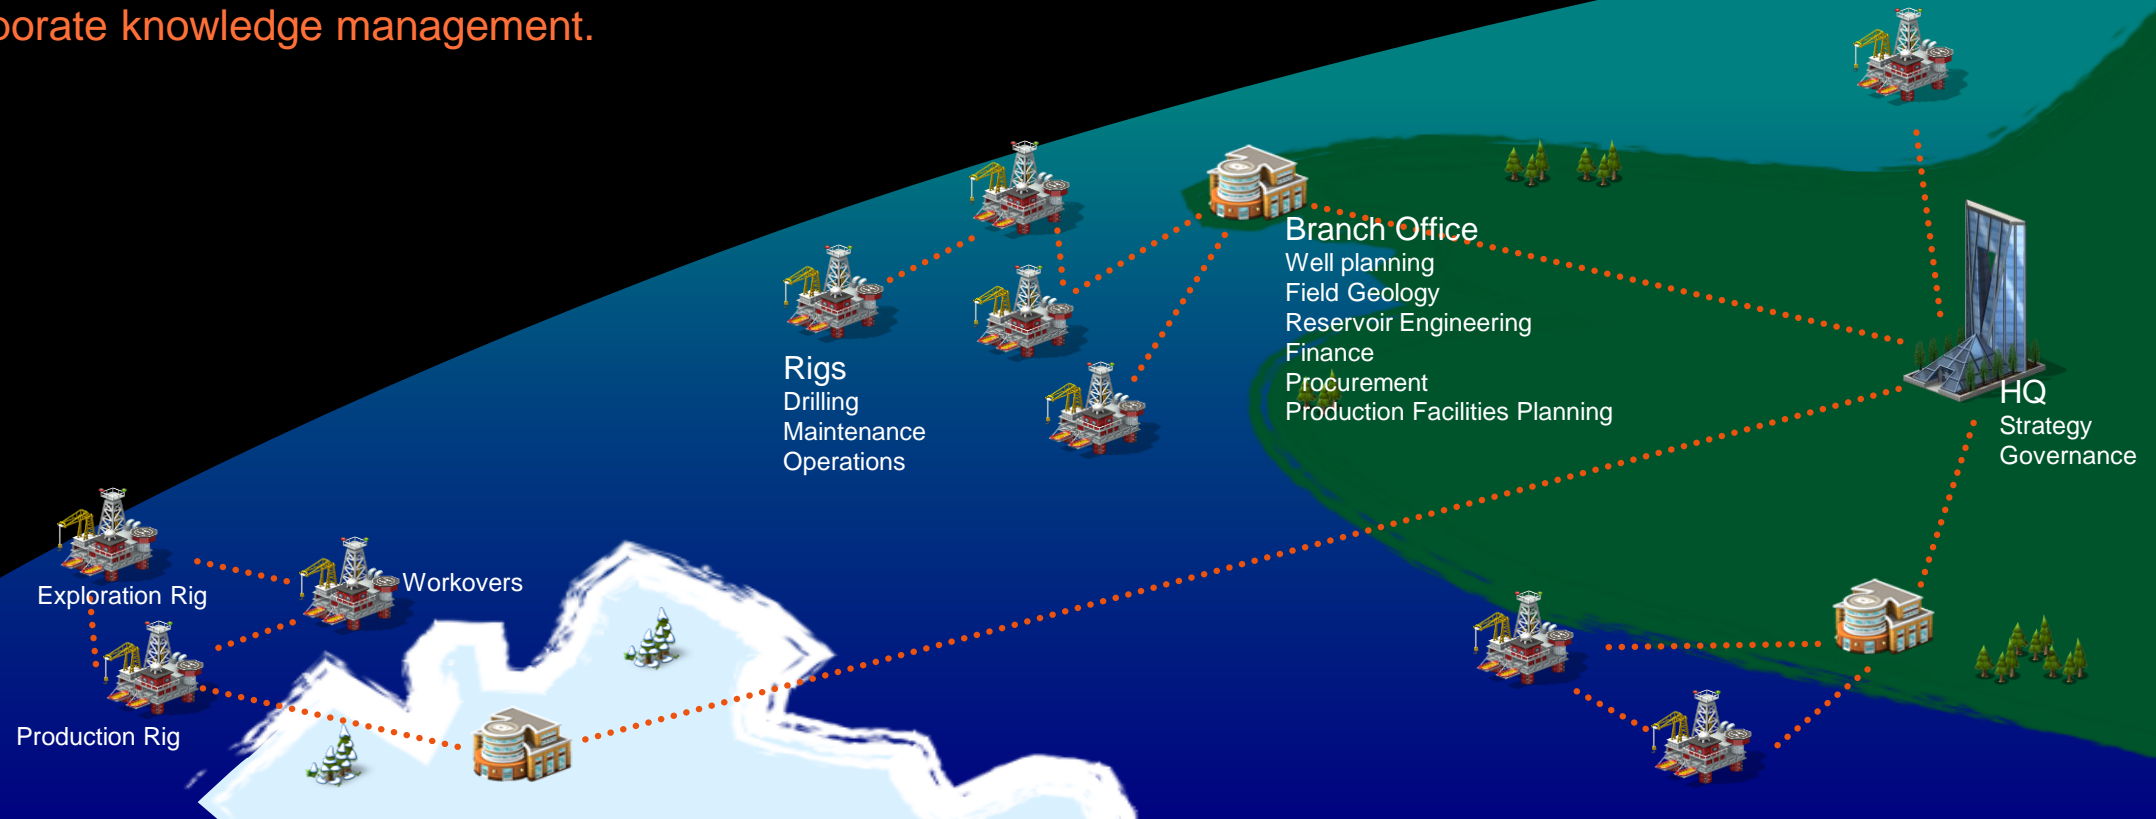 porate knowledge management.
Branch Office
Well planning
Field Geology
Reservoir Engineering
Finance
Procurement
Production Facilities Planning
Rigs
Drilling
Maintenance
Operations
HQ
Strategy
Governance
Exploration Rig
Workovers
Production Rig